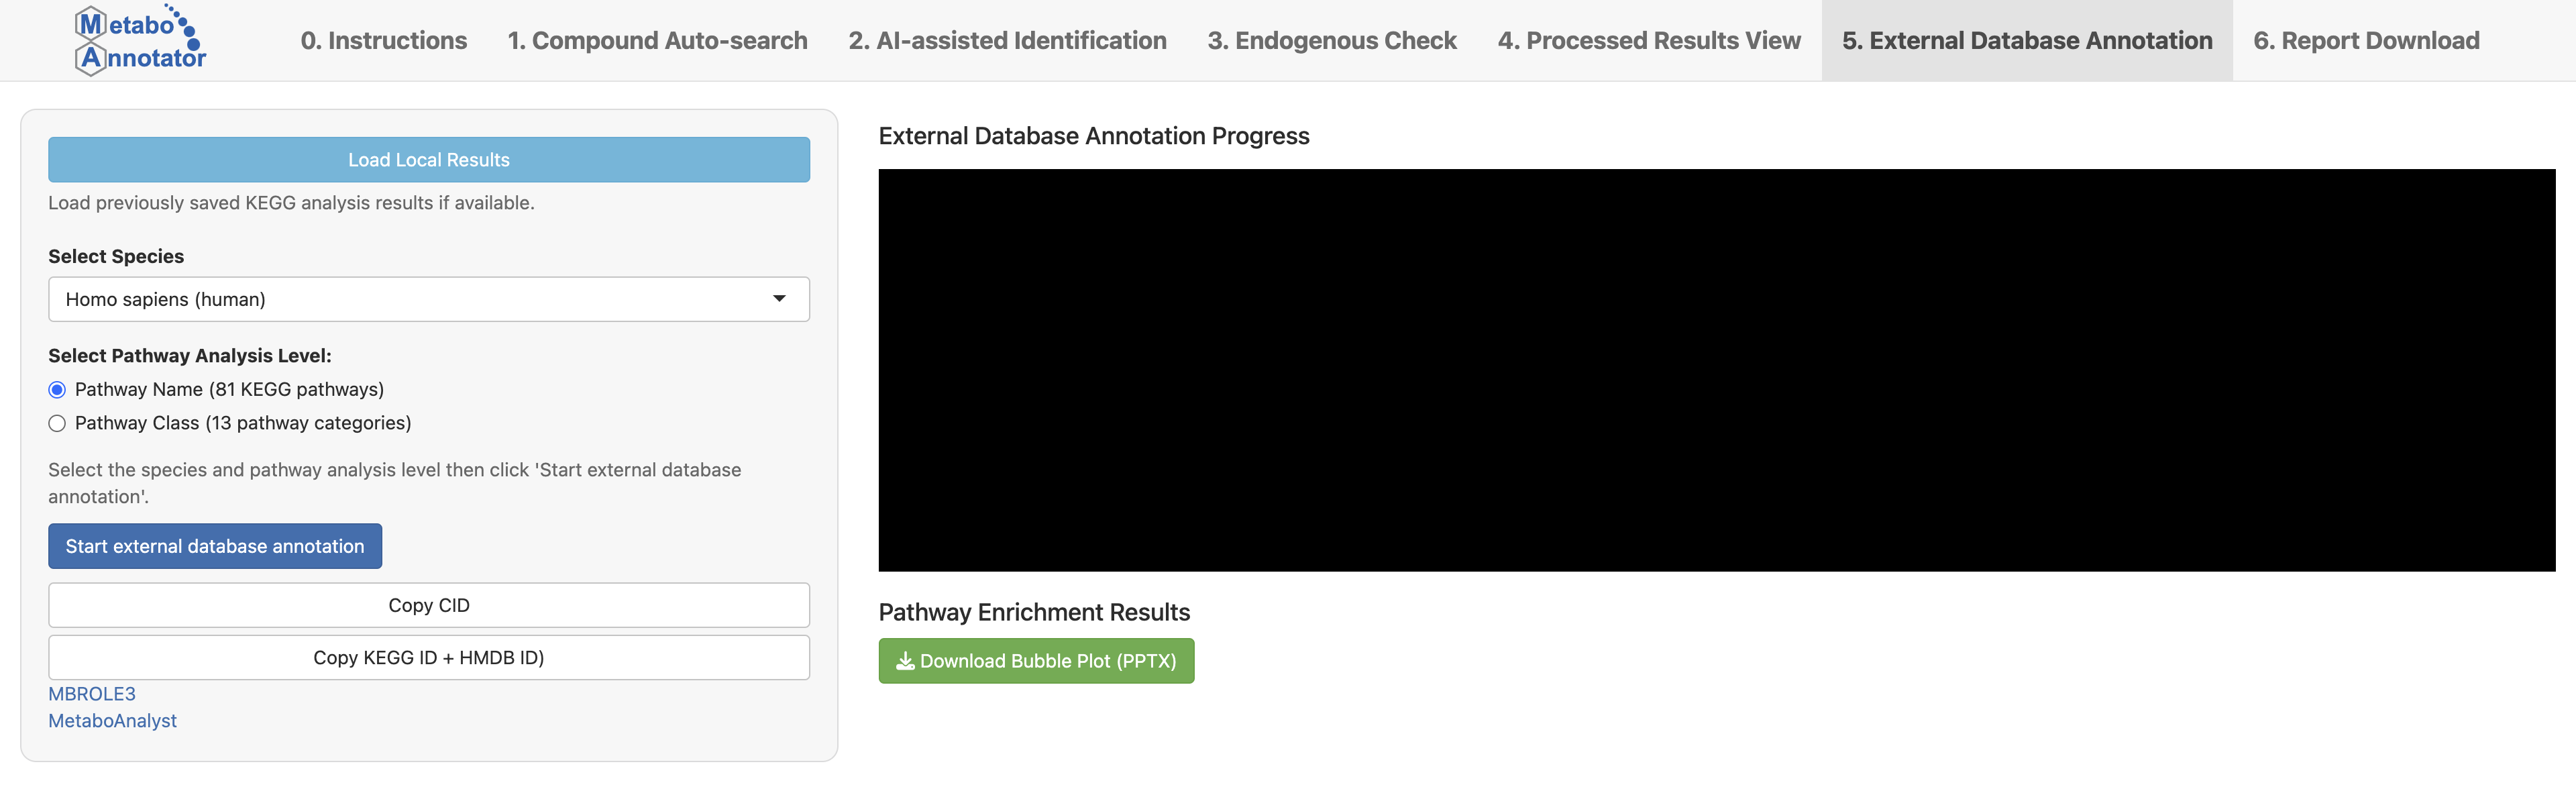 Metabo
Annotator
0. Instructions
1. Compound Auto-search
2. AI-assisted Identification
3. Endogenous Check
4. Processed Results View
5. External Database Annotation
6. Report Download
Load Local Results
Load previously saved KEGG analysis results if available.
Select Species
Homo sapiens (human)
Select Pathway Analysis Level:
Pathway Name (81 KEGG pathways)
Pathway Class (13 pathway categories)
Select the species and pathway analysis level then click 'Start external database
annotation'.
Start external database annotation
Copy CID
Copy KEGG ID + HMDB ID)
MBROLE3
MetaboAnalyst
External Database Annotation Progress
Pathway Enrichment Results
Download Bubble Plot (PPTX)